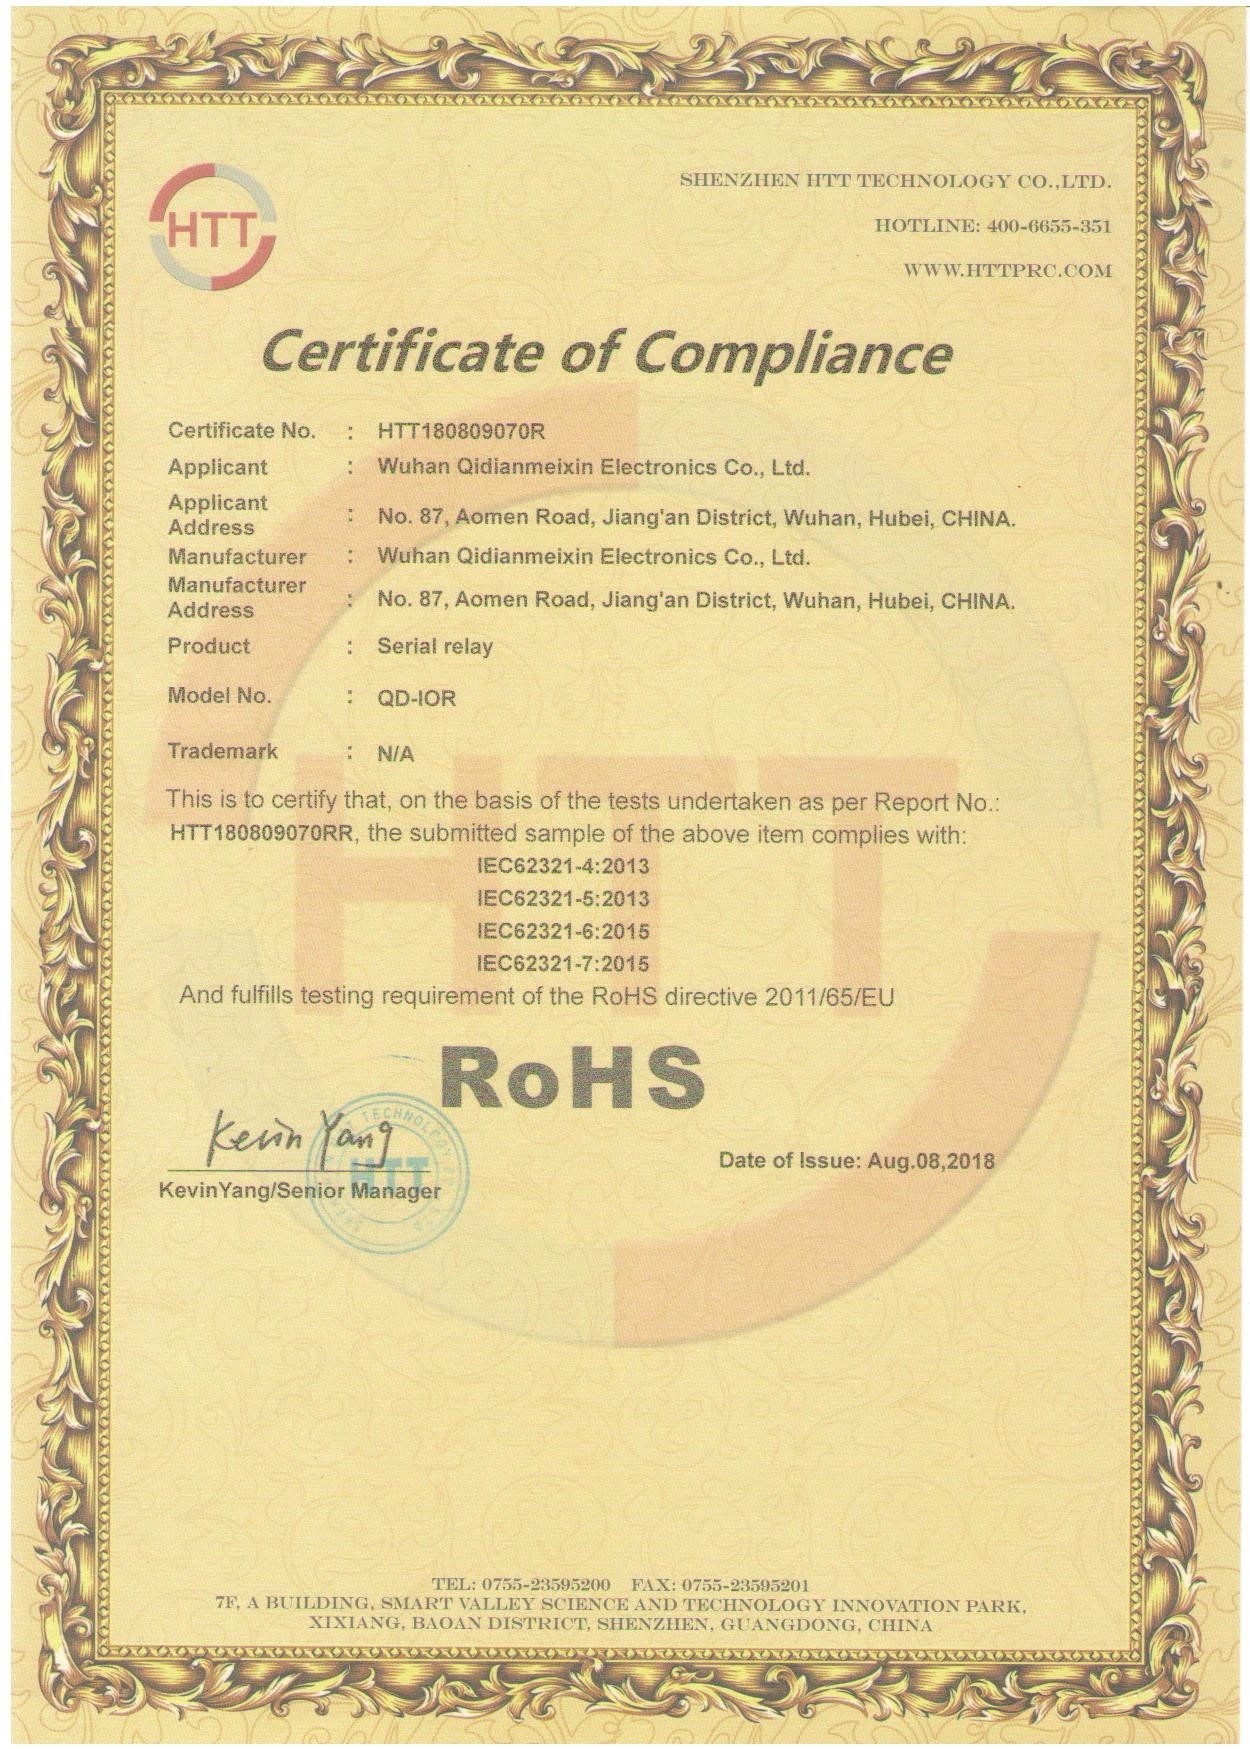 HTT
SHENZHEN HTT TECHNOLOGY CO.,LTD.
HOTLINE: 400-6655-351
WWW.HTTPRC.COM
Certificate of Compliance
Certificate No. : HTT180809070R
Applicant : Wuhan Qidianmeixin Electronics Co., Ltd.
Applicant
Address : No. 87, Aomen Road, Jiang'an District, Wuhan, Hubei, CHINA.
Manufacturer : Wuhan Qidianmeixin Electronics Co., Ltd.
Manufacturer
Address : No. 87, Aomen Road, Jiang'an District, Wuhan, Hubei, CHINA.
Product : Serial relay
Model No. : QD-IOR
Trademark : N/A
HTT
This is to certify that, on the basis of the tests undertaken as per Report No.:
HTT180809070RR, the submitted sample of the above item complies with:
IEC62321-4:2013
IEC62321-5:2013
IEC62321-6:2015
IEC62321-7:2015
And fulfills testing requirement of the RoHS directive 2011/65/EU
RoHS
Kevin Yang
TECHNOLOGY
HTT
KevinYang/Senior Manager
Date of Issue: Aug.08,2018
TEL: 0755-23595200 FAX: 0755-23595201
7F, A BUILDING, SMART VALLEY SCIENCE AND TECHNOLOGY INNOVATION PARK,
XIXIANG, BAOAN DISTRICT, SHENZHEN, GUANGDONG, CHINA